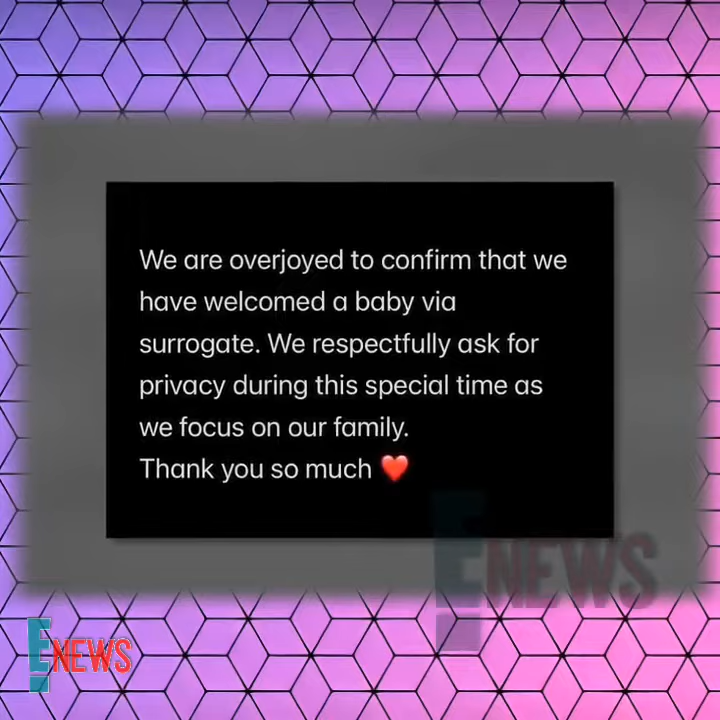 We are overjoyed to confirm that we
have welcomed a baby via
surrogate. We respectfully ask for
privacy during this special time as
we focus on our family.
Thank you so much ❤️
ENEWS
ENEWS